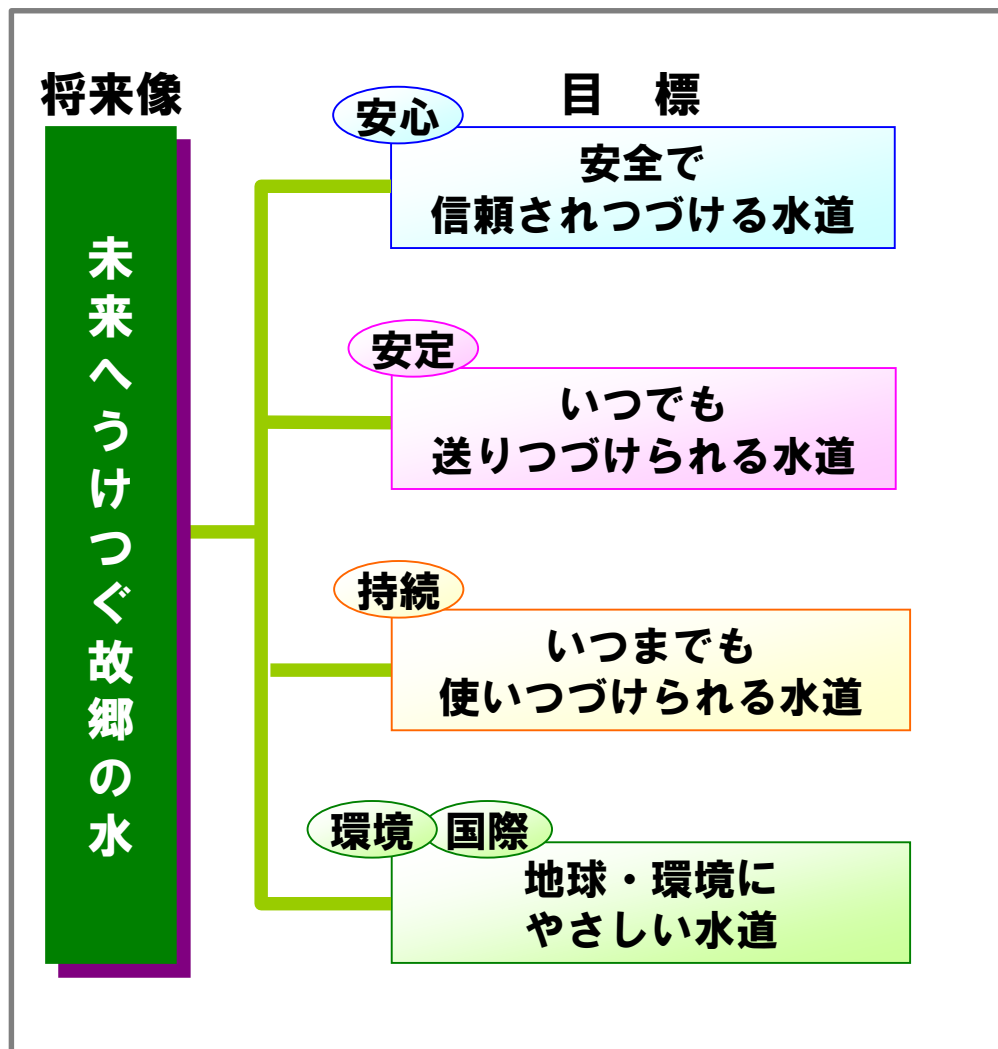 将来像
未来へうけつぐ故郷の水
目 標
安心
安全で
信頼されつづける水道
安定
いつでも
送りつづけられる水道
持続
いつまでも
使いつづけられる水道
環境 国際
地球・環境に
やさしい水道